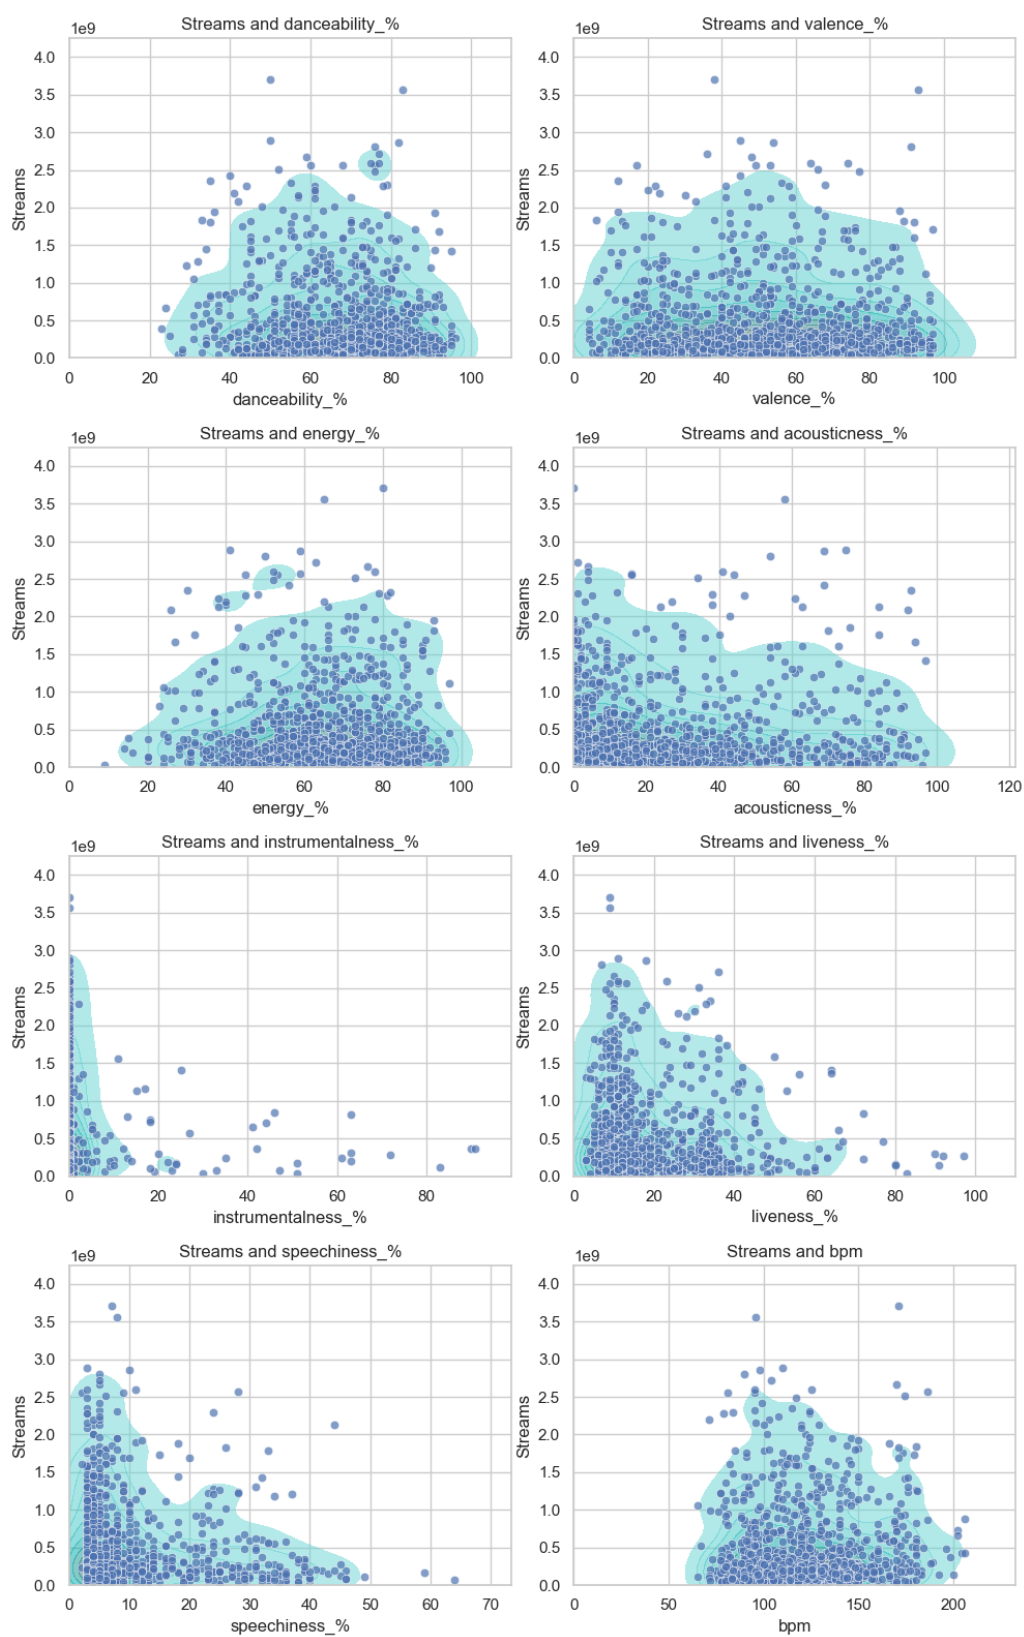 Streams and danceability_%
1e9
4.0
3.5
3.0
2.5
2.0
1.5
1.0
0.5
0.0
Streams
0 20 40 60 80 100
danceability_%
Streams and valence_%
1e9
4.0
3.5
3.0
2.5
2.0
1.5
1.0
0.5
0.0
Streams
0 20 40 60 80 100
valence_%
Streams and energy_%
1e9
4.0
3.5
3.0
2.5
2.0
1.5
1.0
0.5
0.0
Streams
0 20 40 60 80 100
energy_%
Streams and acousticness_%
1e9
4.0
3.5
3.0
2.5
2.0
1.5
1.0
0.5
0.0
Streams
0 20 40 60 80 100 120
acousticness_%
Streams and instrumentalness_%
1e9
4.0
3.5
3.0
2.5
2.0
1.5
1.0
0.5
0.0
Streams
0 20 40 60 80
instrumentalness_%
Streams and liveness_%
1e9
4.0
3.5
3.0
2.5
2.0
1.5
1.0
0.5
0.0
Streams
0 20 40 60 80 100
liveness_%
Streams and speechiness_%
1e9
4.0
3.5
3.0
2.5
2.0
1.5
1.0
0.5
0.0
Streams
0 10 20 30 40 50 60 70
speechiness_%
Streams and bpm
1e9
4.0
3.5
3.0
2.5
2.0
1.5
1.0
0.5
0.0
Streams
50 100 150 200
bpm